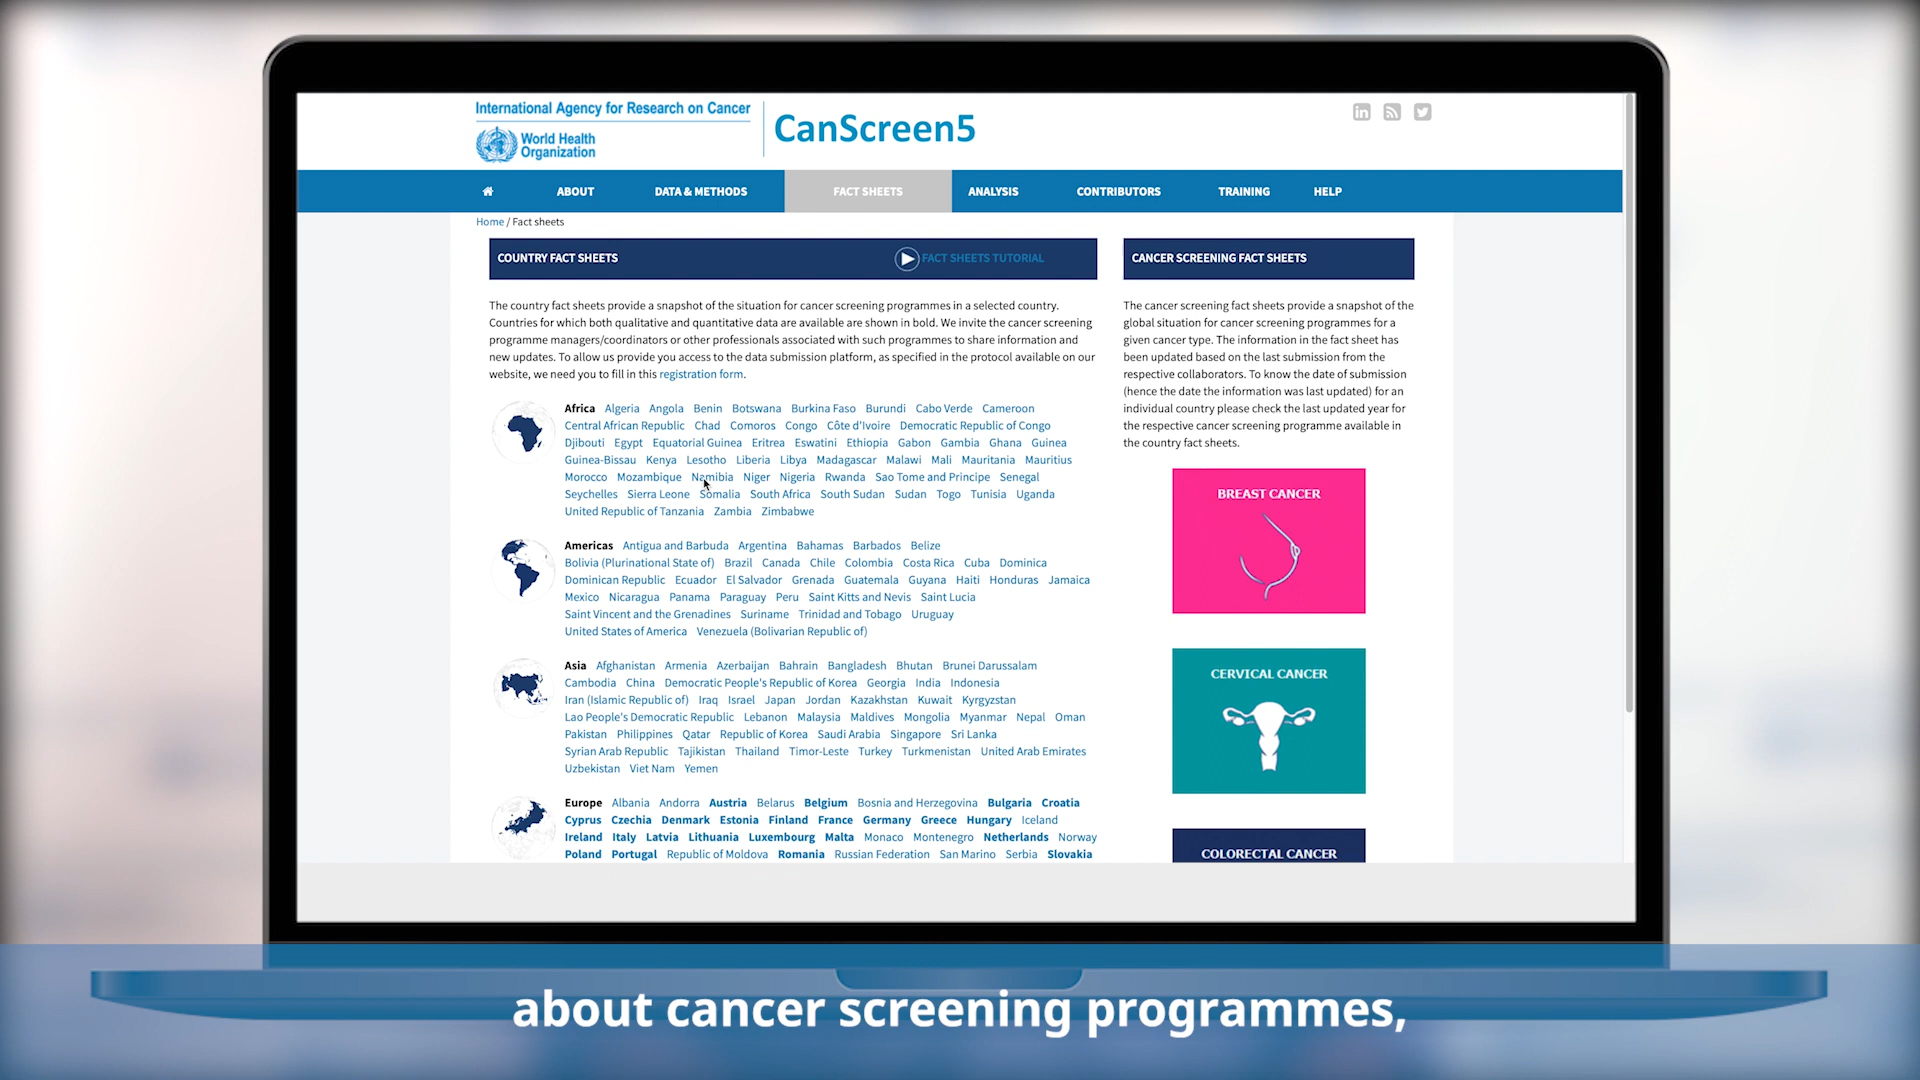 International Agency for Research on Cancer
World Health
Organization
CanScreen5
ABOUT DATA & METHODS FACT SHEETS ANALYSIS CONTRIBUTORS TRAINING HELP
Home / Fact sheets
COUNTRY FACT SHEETS FACT SHEETS TUTORIAL
The country fact sheets provide a snapshot of the situation for cancer screening programmes in a selected country.
Countries for which both qualitative and quantitative data are available are shown in bold. We invite the cancer screening
programme managers/coordinators or other professionals associated with such programmes to share information and
new updates. To allow us provide you access to the data submission platform, as specified in the protocol available on our
website, we need you to fill in this registration form.
Africa Algeria Angola Benin Botswana Burkina Faso Burundi Cabo Verde Cameroon
Central African Republic Chad Comoros Congo Côte d'Ivoire Democratic Republic of Congo
Djibouti Egypt Equatorial Guinea Eritrea Eswatini Ethiopia Gabon Gambia Ghana Guinea
Guinea-Bissau Kenya Lesotho Liberia Libya Madagascar Malawi Mali Mauritania Mauritius
Morocco Mozambique Namibia Niger Nigeria Rwanda Sao Tome and Principe Senegal
Seychelles Sierra Leone Somalia South Africa South Sudan Sudan Togo Tunisia Uganda
United Republic of Tanzania Zambia Zimbabwe
Americas Antigua and Barbuda Argentina Bahamas Barbados Belize
Bolivia (Plurinational State of) Brazil Canada Chile Colombia Costa Rica Cuba Dominica
Dominican Republic Ecuador El Salvador Grenada Guatemala Guyana Haiti Honduras Jamaica
Mexico Nicaragua Panama Paraguay Peru Saint Kitts and Nevis Saint Lucia
Saint Vincent and the Grenadines Suriname Trinidad and Tobago Uruguay
United States of America Venezuela (Bolivarian Republic of)
Asia Afghanistan Armenia Azerbaijan Bahrain Bangladesh Bhutan Brunei Darussalam
Cambodia China Democratic People's Republic of Korea Georgia India Indonesia
Iran (Islamic Republic of) Iraq Israel Japan Jordan Kazakhstan Kuwait Kyrgyzstan
Lao People's Democratic Republic Lebanon Malaysia Maldives Mongolia Myanmar Nepal Oman
Pakistan Philippines Qatar Republic of Korea Saudi Arabia Singapore Sri Lanka
Syrian Arab Republic Tajikistan Thailand Timor-Leste Turkey Turkmenistan United Arab Emirates
Uzbekistan Viet Nam Yemen
Europe Albania Andorra Austria Belarus Belgium Bosnia and Herzegovina Bulgaria Croatia
Cyprus Czechia Denmark Estonia Finland France Germany Greece Hungary Iceland
Ireland Italy Latvia Lithuania Luxembourg Malta Monaco Montenegro Netherlands Norway
Poland Portugal Republic of Moldova Romania Russian Federation San Marino Serbia Slovakia
CANCER SCREENING FACT SHEETS
The cancer screening fact sheets provide a snapshot of the
global situation for cancer screening programmes for a
given cancer type. The information in the fact sheet has
been updated based on the last submission from the
respective collaborators. To know the date of submission
(hence the date the information was last updated) for an
individual country please check the last updated year for
the respective cancer screening programme available in
the country fact sheets.
BREAST CANCER
CERVICAL CANCER
COLORECTAL CANCER
about cancer screening programmes,